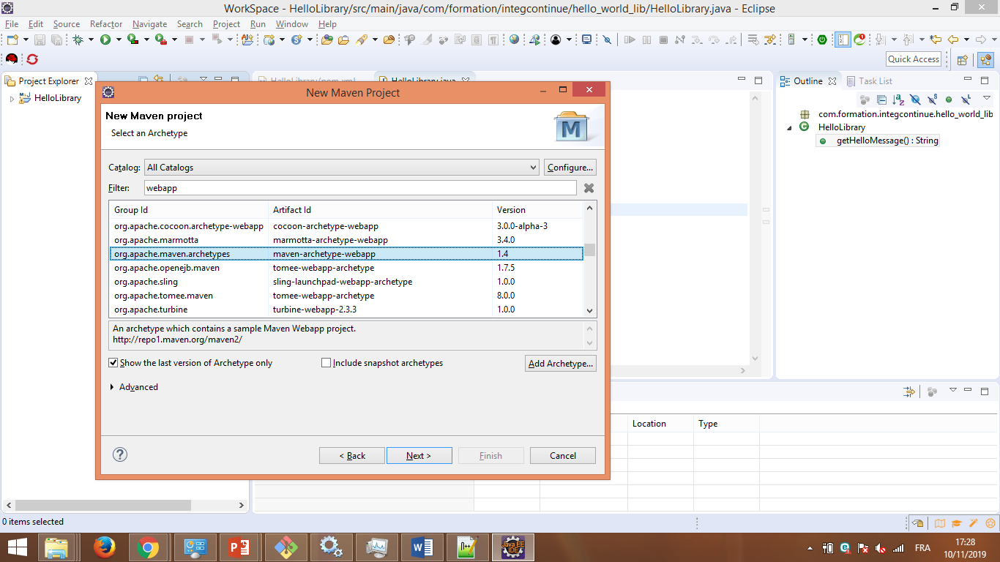 WorkSpace - HelloLibrary/src/main/java/com/formation/integcontinue/hello_world_lib/HelloLibrary.java - Eclipse
File Edit Source Refactor Navigate Search Project Run Window Help
Quick Access
Project Explorer
HelloLibrary
HelloLibrary/pom.xml
HelloLibrary.java
New Maven Project
New Maven project
Select an Archetype
M
Catalog: All Catalogs Configure...
Filter: webapp
Group Id Artifact Id Version
org.apache.cocoon.archetype-webapp cocoon-archetype-webapp 3.0.0-alpha-3
org.apache.marmotta marmotta-archetype-webapp 3.4.0
org.apache.maven.archetypes maven-archetype-webapp 1.4
org.apache.openejb.maven tomee-webapp-archetype 1.7.5
org.apache.sling sling-launchpad-webapp-archetype 1.0.0
org.apache.tomee.maven tomee-webapp-archetype 8.0.0
org.apache.turbine turbine-webapp-2.3.3 1.0.0
An archetype which contains a sample Maven Webapp project.
http://repo1.maven.org/maven2/
Show the last version of Archetype only Include snapshot archetypes Add Archetype...
Advanced
< Back Next > Finish Cancel
Outline Task List
com.formation.integcontinue.hello_world_lib
HelloLibrary
getHelloMessage() : String
Location Type
0 items selected
Java EE
IDE
FRA
17:28
10/11/2019